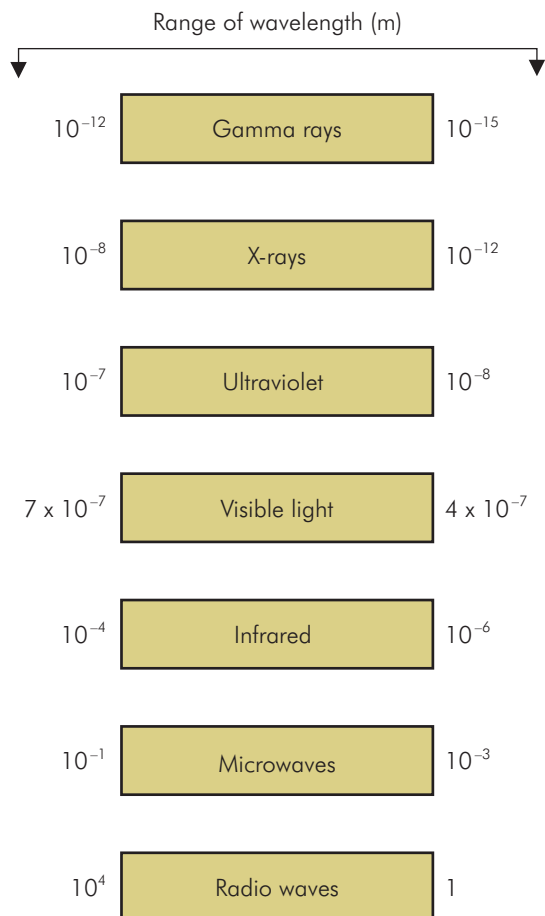 Range of wavelength (m)
10⁻¹² Gamma rays 10⁻¹⁵
10⁻⁸ X-rays 10⁻¹²
10⁻⁷ Ultraviolet 10⁻⁸
7 x 10⁻⁷ Visible light 4 x 10⁻⁷
10⁻⁴ Infrared 10⁻⁶
10⁻¹ Microwaves 10⁻³
10⁴ Radio waves 1